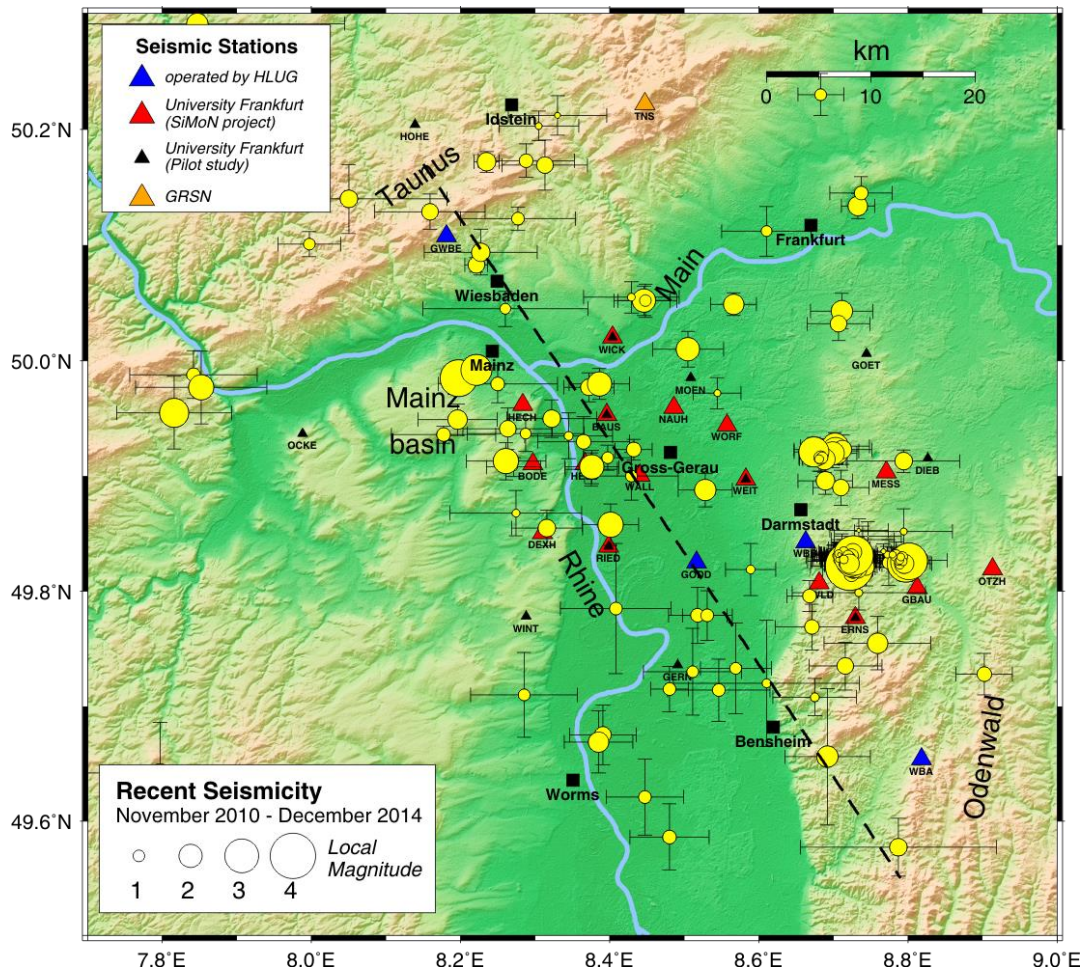 Seismic Stations
operated by HLUG
University Frankfurt
(SiMoN project)
University Frankfurt
(Pilot study)
GRSN
km
0 10 20
50.2°N
50.0°N
49.8°N
49.6°N
Idstein
TNS
HOHE
Taunus
GWBE
Frankfurt
Main
Wiesbaden
WICK
Mainz
GOET
MOEN
Mainz
basin
HECH
BAUS
NAUH
WORF
OCKE
Gross-Gerau
BODE
WALL
WEIT
MESS
DIEB
Darmstadt
DEXH
RIED
Rhine
GODD
GBAU
OTZH
WINT
ERNS
GERN
Bensheim
WBA
Odenwald
Worms
Recent Seismicity
November 2010 - December 2014
Local
Magnitude
1 2 3 4
7.8°E 8.0°E 8.2°E 8.4°E 8.6°E 8.8°E 9.0°E